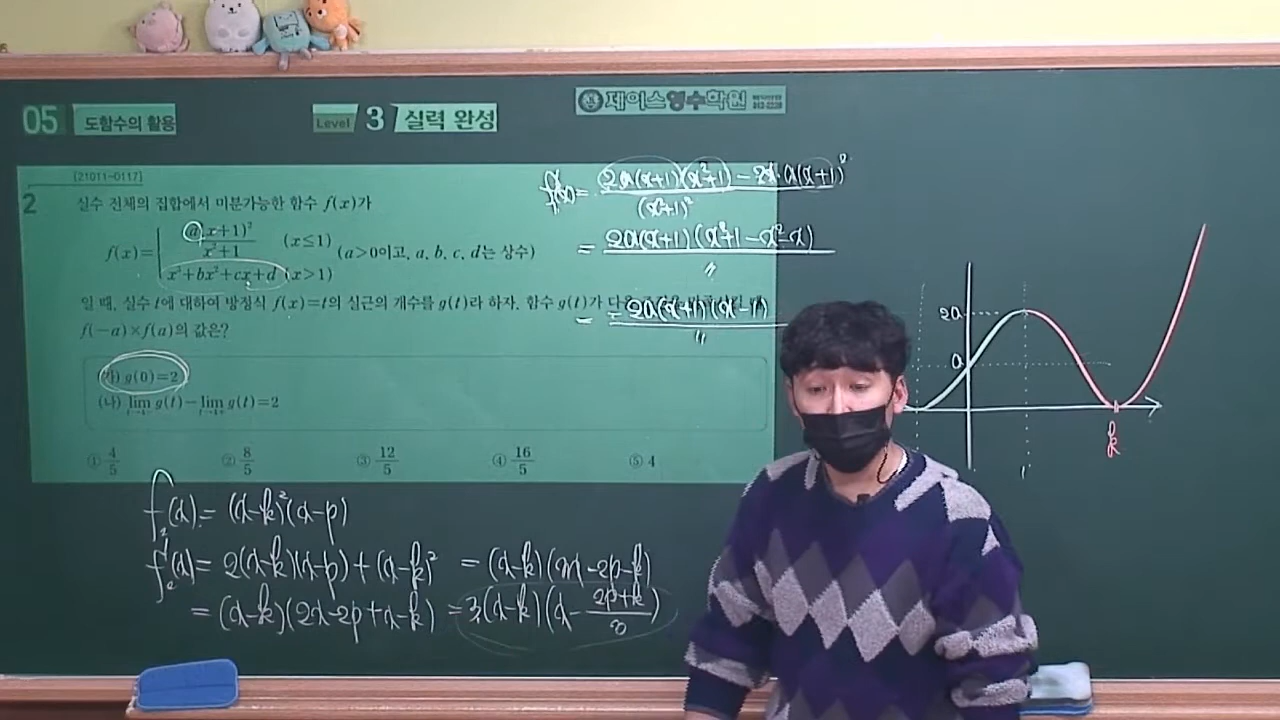 05 도함수의 활용
Level 3 실력 완성
제이스영수학원
[21011-0117]
2
실수 전체의 집합에서 미분가능한 함수 f(x)가
f(x)= a(x+1)²/x²+1 (x≤1)
x³+bx²+cx+d (x>1)
(a>0이고, a, b, c, d는 상수)
일 때, 실수 t에 대하여 방정식 f(x)=t의 실근의 개수를 g(t)라 하자. 함수 g(t)가
f(-a)×f(a)의 값은?
(가) g(0)=2
(나) lim g(t)- lim g(t)=2
① 4/5
② 8/5
③ 12/5
④ 16/5
⑤ 4
f'(x)= 2a(x+1)(x²+1)-2x·a(x+1)² / (x²+1)²
= 2a(x+1)(x²+1-x²-x) / 〃
= -2a(x+1)(x-1) / 〃
2a
a
1
k
f₂(x)= (x-k)²(x-p)
f₂'(x)= 2(x-k)(x-p)+(x-k)² = (x-k)(3x-2p-k)
= (x-k)(2x-2p+x-k) = 3(x-k)(x- 2p+k/3)